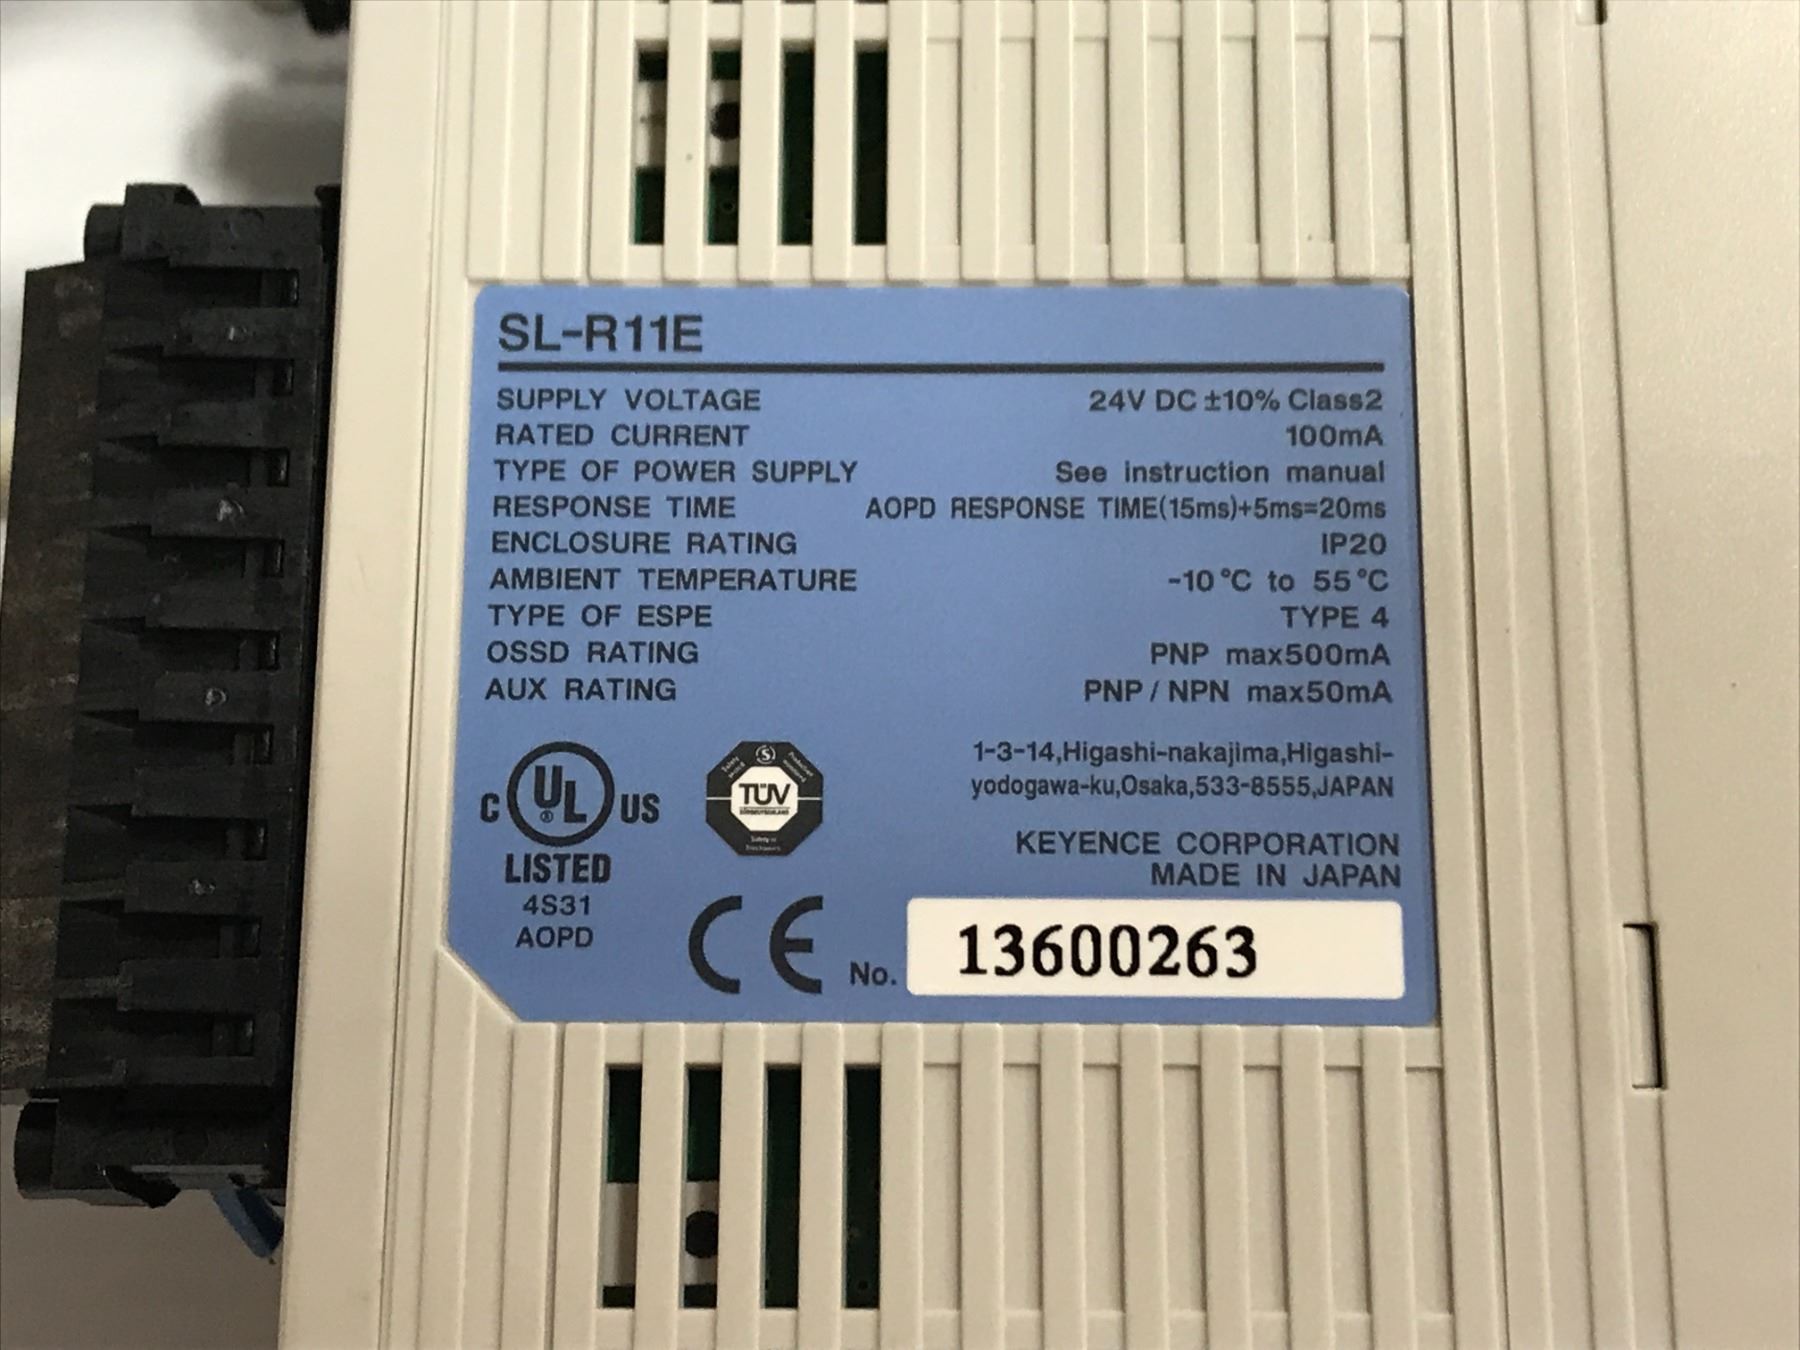 SL-R11E
SUPPLY VOLTAGE 24V DC ±10% Class2
RATED CURRENT 100mA
TYPE OF POWER SUPPLY See instruction manual
RESPONSE TIME AOPD RESPONSE TIME(15ms)+5ms=20ms
ENCLOSURE RATING IP20
AMBIENT TEMPERATURE -10°C to 55°C
TYPE OF ESPE TYPE 4
OSSD RATING PNP max500mA
AUX RATING PNP / NPN max50mA
1-3-14,Higashi-nakajima,Higashi-
yodogawa-ku,Osaka,533-8555,JAPAN
C UL® US
LISTED
4S31
AOPD
S
TÜV
KEYENCE CORPORATION
MADE IN JAPAN
CE No. 13600263